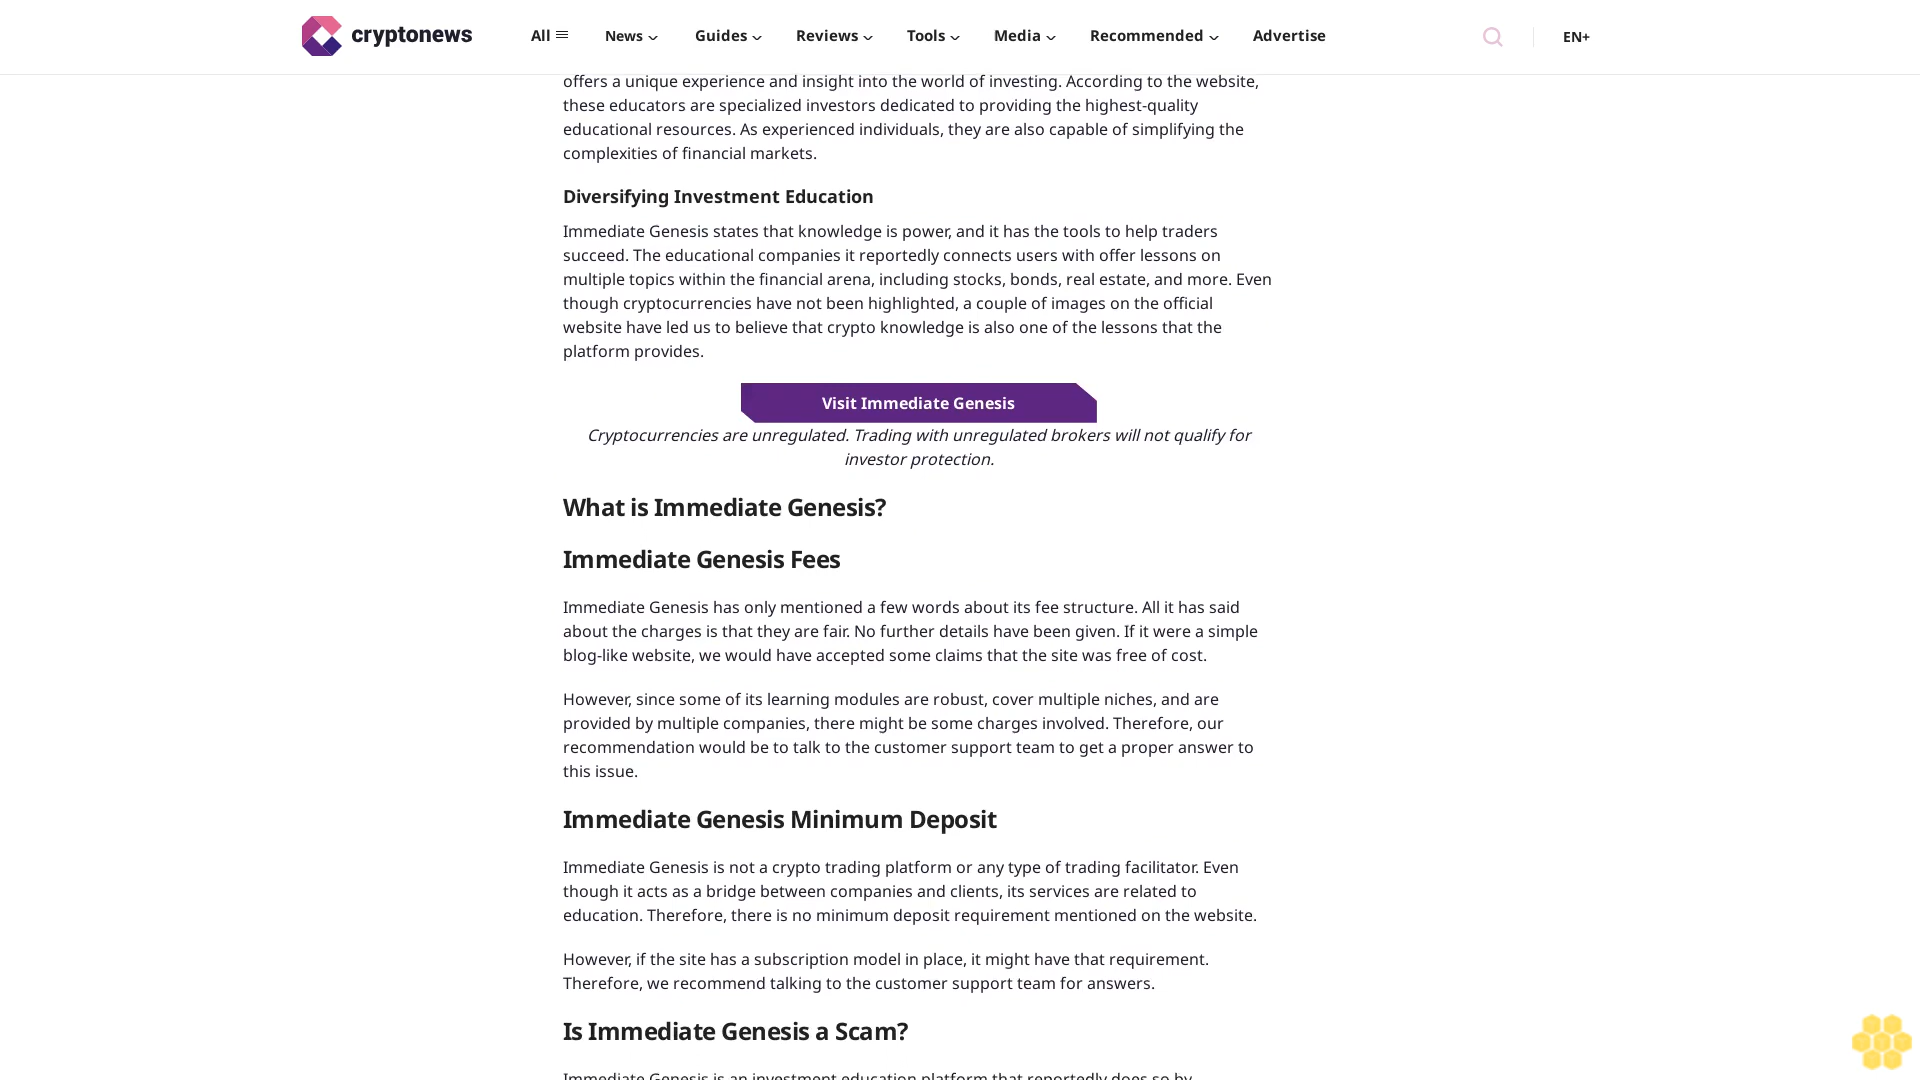 cryptonews
All
News
Guides
Reviews
Tools
Media
Recommended
Advertise
EN+
offers a unique experience and insight into the world of investing. According to the website,
these educators are specialized investors dedicated to providing the highest-quality
educational resources. As experienced individuals, they are also capable of simplifying the
complexities of financial markets.
Diversifying Investment Education
Immediate Genesis states that knowledge is power, and it has the tools to help traders
succeed. The educational companies it reportedly connects users with offer lessons on
multiple topics within the financial arena, including stocks, bonds, real estate, and more. Even
though cryptocurrencies have not been highlighted, a couple of images on the official
website have led us to believe that crypto knowledge is also one of the lessons that the
platform provides.
Visit Immediate Genesis
Cryptocurrencies are unregulated. Trading with unregulated brokers will not qualify for
investor protection.
What is Immediate Genesis?
Immediate Genesis Fees
Immediate Genesis has only mentioned a few words about its fee structure. All it has said
about the charges is that they are fair. No further details have been given. If it were a simple
blog-like website, we would have accepted some claims that the site was free of cost.
However, since some of its learning modules are robust, cover multiple niches, and are
provided by multiple companies, there might be some charges involved. Therefore, our
recommendation would be to talk to the customer support team to get a proper answer to
this issue.
Immediate Genesis Minimum Deposit
Immediate Genesis is not a crypto trading platform or any type of trading facilitator. Even
though it acts as a bridge between companies and clients, its services are related to
education. Therefore, there is no minimum deposit requirement mentioned on the website.
However, if the site has a subscription model in place, it might have that requirement.
Therefore, we recommend talking to the customer support team for answers.
Is Immediate Genesis a Scam?
Immediate Genesis is an investment education platform that reportedly does so by